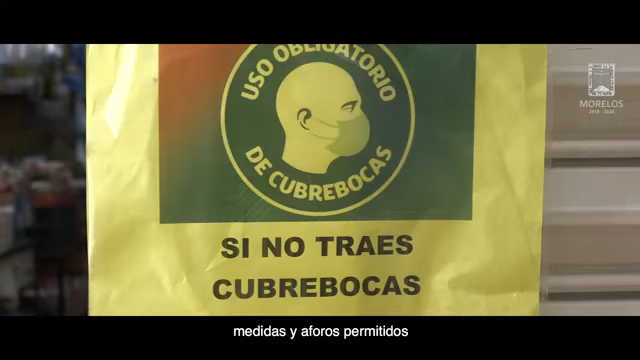 USO OBLIGATORIO
DE CUBREBOCAS
MORELOS
2018 - 2024
SI NO TRAES
CUBREBOCAS
medidas y aforos permitidos